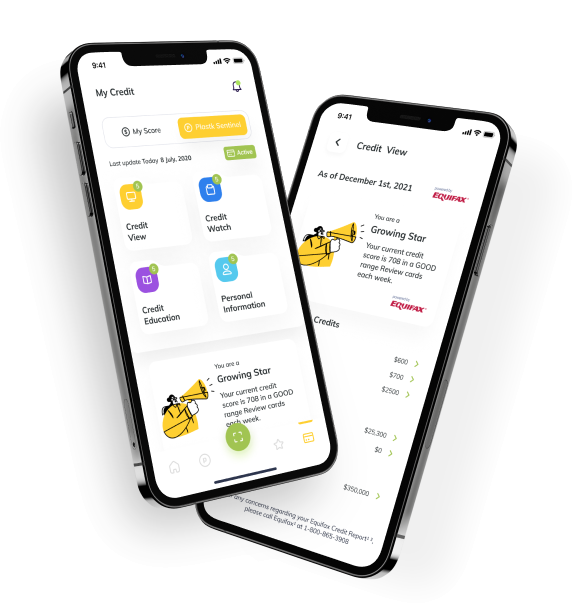 9:41
My Credit
My Score
Plastk Sentinel
Last update Today 8 July, 2020
Active
5
5
Credit
View
Credit
Watch
5
5
Credit
Education
Personal
Information
You are a
Growing Star
Your current credit
score is 708 in a GOOD
range Review cards
each week.
9:41
Credit View
As of December 1st, 2021
powered by
EQUIFAX
You are a
Growing Star
Your current credit
score is 708 in a GOOD
range Review cards
each week.
powered by
EQUIFAX
Credits
$600
$700
$2500
$25,300
$0
$350,000
any concerns regarding your Equifax Credit Report
please call Equifax at 1-800-865-3908